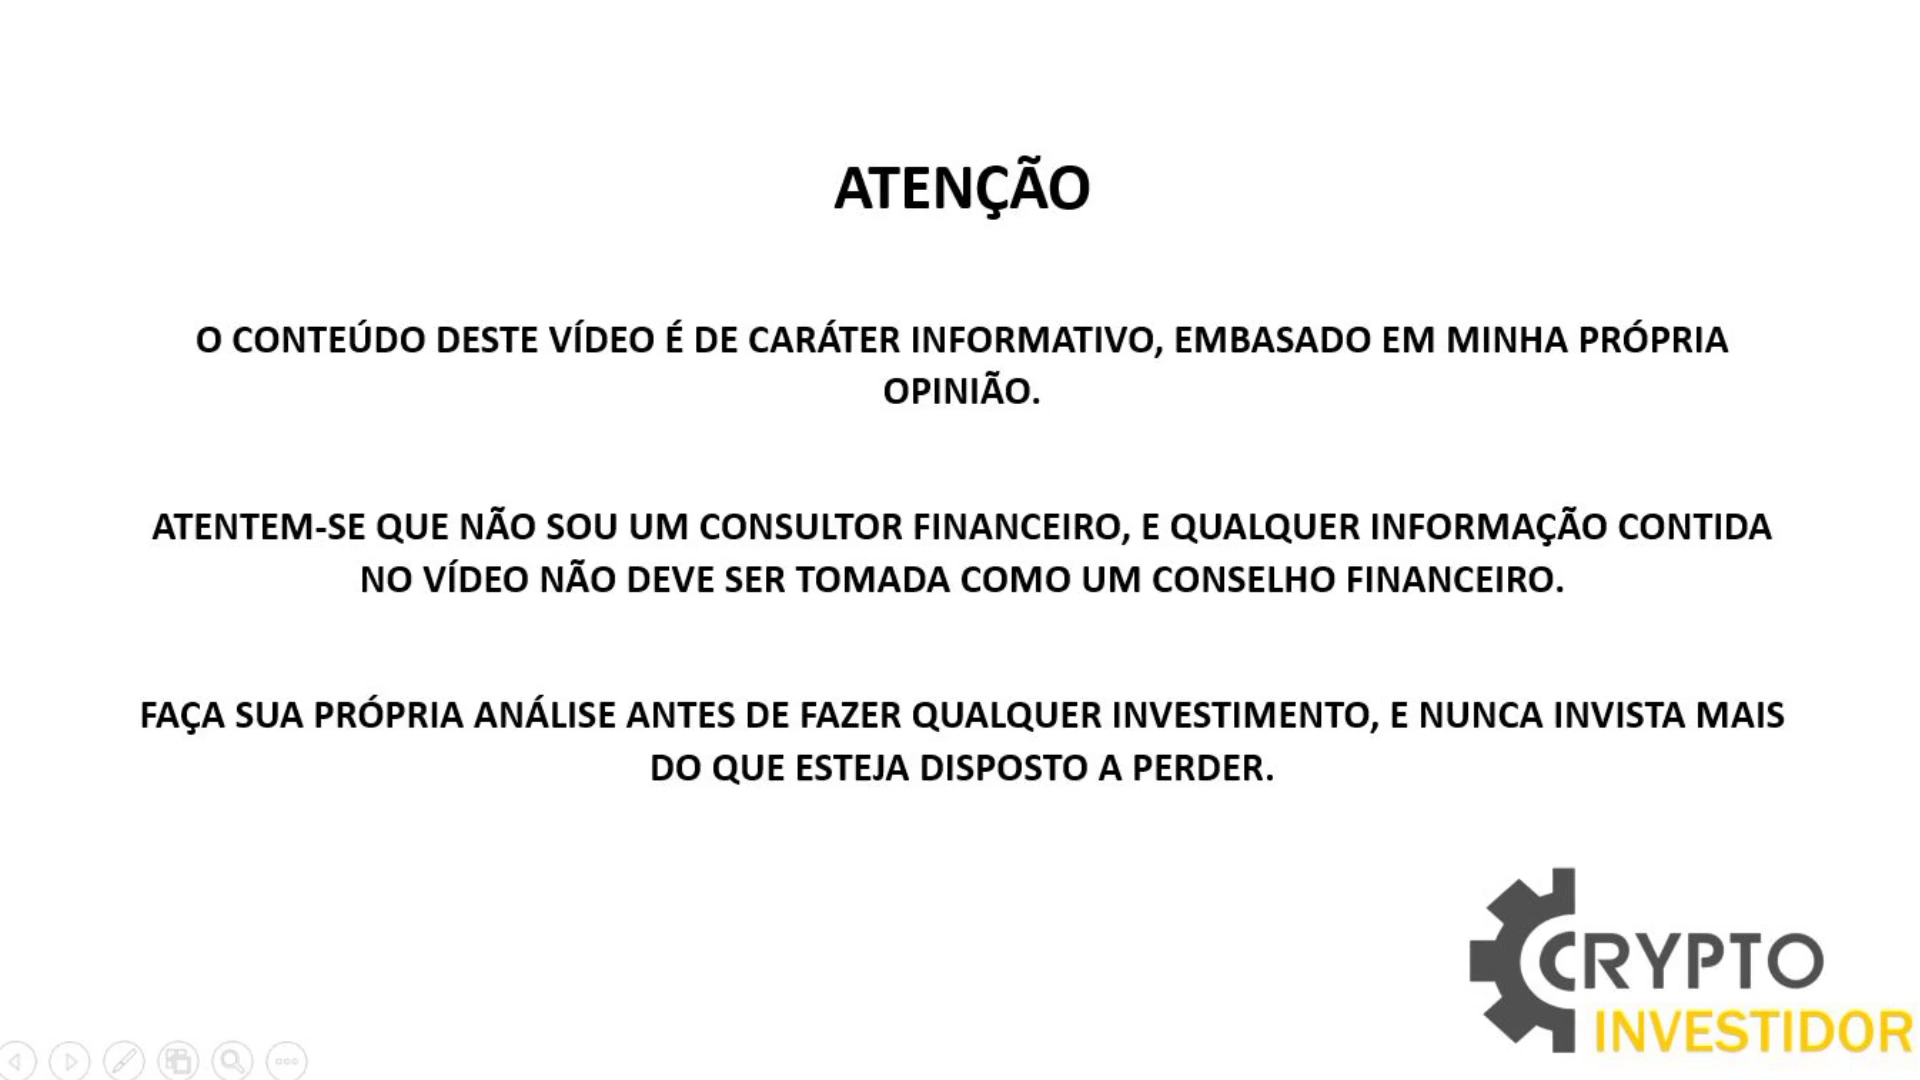 ATENÇÃO
O CONTEÚDO DESTE VÍDEO É DE CARÁTER INFORMATIVO, EMBASADO EM MINHA PRÓPRIA
OPINIÃO.
ATENTEM-SE QUE NÃO SOU UM CONSULTOR FINANCEIRO, E QUALQUER INFORMAÇÃO CONTIDA
NO VÍDEO NÃO DEVE SER TOMADA COMO UM CONSELHO FINANCEIRO.
FAÇA SUA PRÓPRIA ANÁLISE ANTES DE FAZER QUALQUER INVESTIMENTO, E NUNCA INVISTA MAIS
DO QUE ESTEJA DISPOSTO A PERDER.
CRYPTO
INVESTIDOR